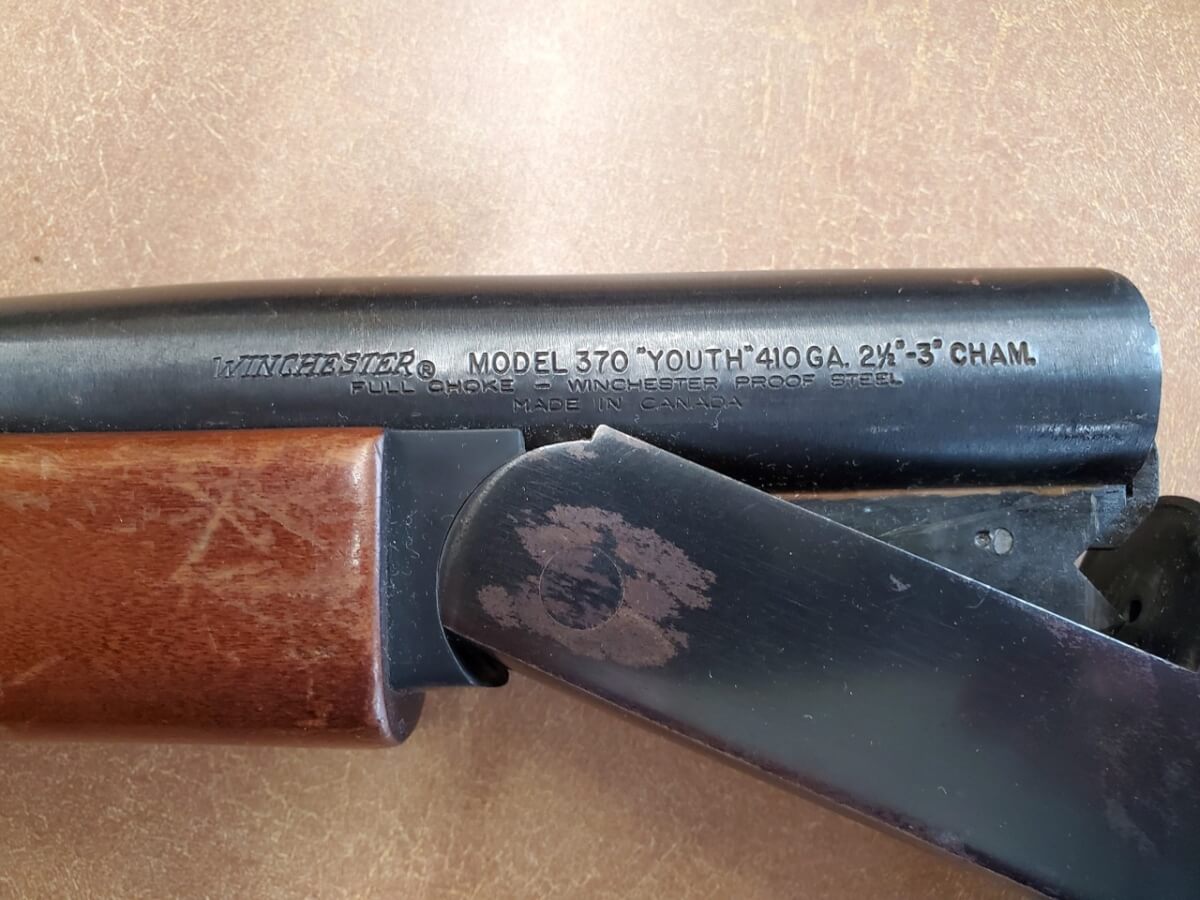 WINCHESTER® MODEL 370 "YOUTH" 410 GA. 2½"-3" CHAM.
FULL CHOKE – WINCHESTER PROOF STEEL
MADE IN CANADA